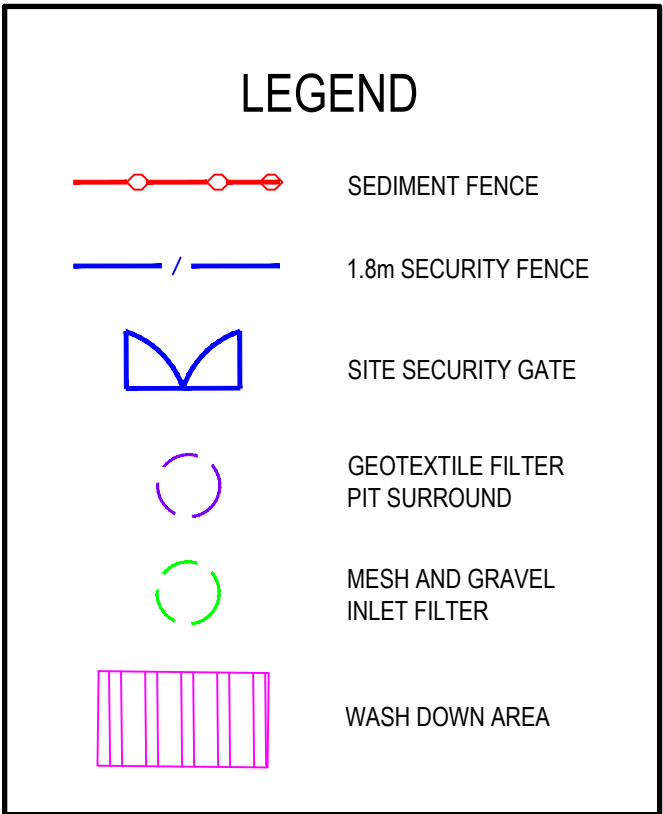 LEGEND
SEDIMENT FENCE
1.8m SECURITY FENCE
SITE SECURITY GATE
GEOTEXTILE FILTER
PIT SURROUND
MESH AND GRAVEL
INLET FILTER
WASH DOWN AREA